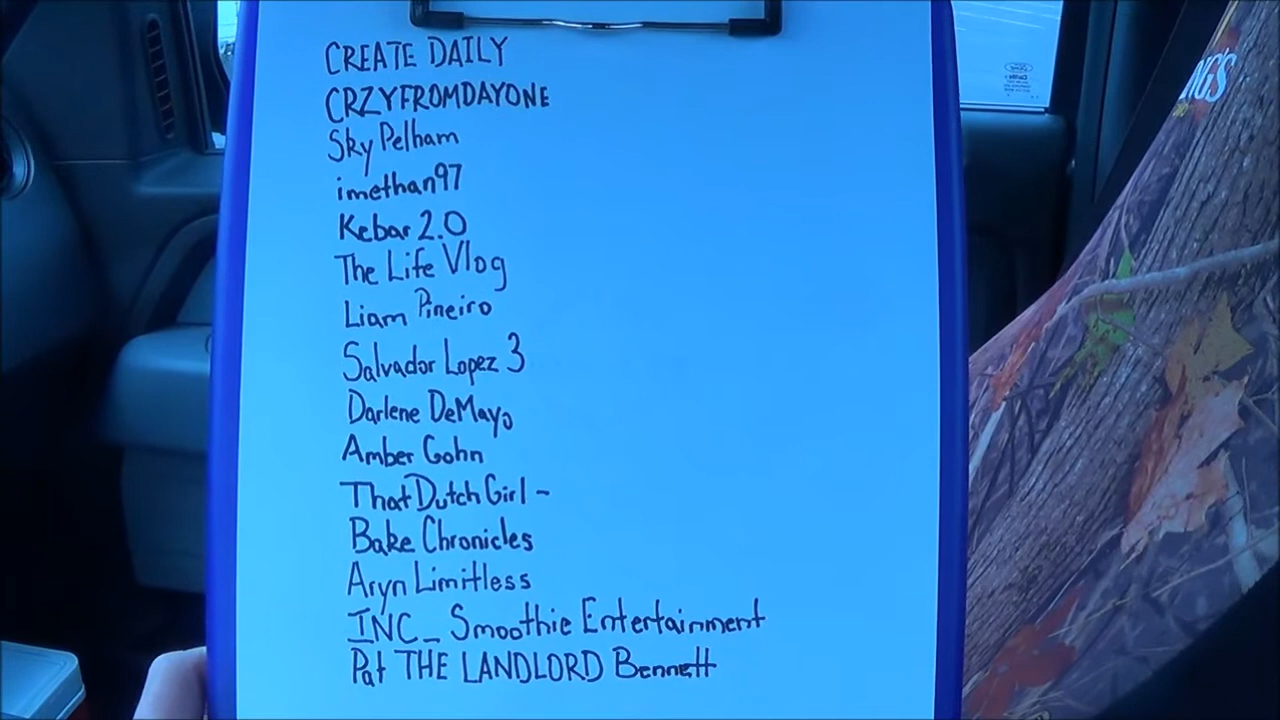 CREATE DAILY
CRZYFROMDAYONE
Sky Pelham
imethan97
Kebar 2.0
The Life Vlog
Liam Pineiro
Salvador Lopez 3
Darlene DeMayo
Amber Gohn
That Dutch Girl ~
Bake Chronicles
Aryn Limitless
INC_ Smoothie Entertainment
Pat THE LANDLORD Bennett
NG'S